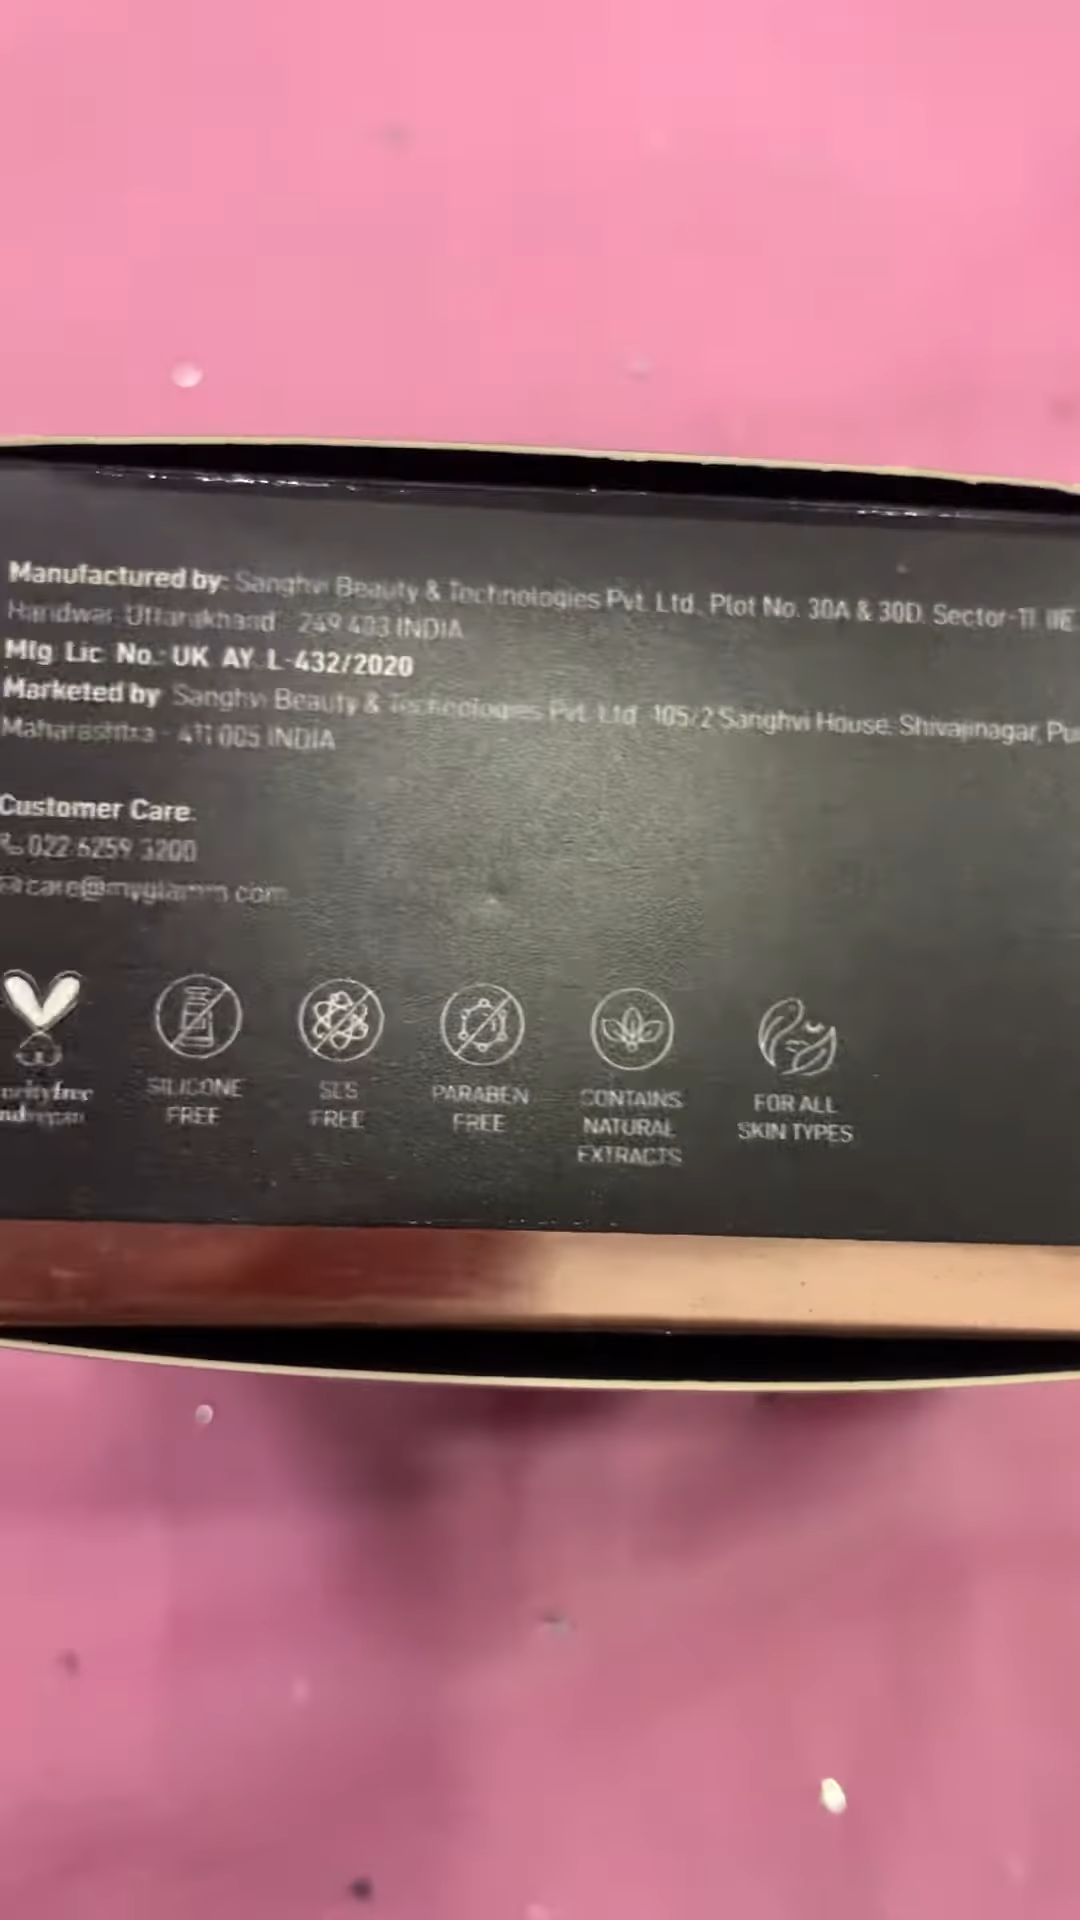 Manufactured by: Sanghvi Beauty & Technologies Pvt. Ltd., Plot No. 30A & 30D, Sector-11, IIE
Haridwar, Uttarakhand - 249 403 INDIA
Mfg. Lic. No.: UK AY. L-432/2020
Marketed by Sanghvi Beauty & Technologies Pvt. Ltd. 105/2 Sanghvi House, Shivajinagar,
Maharashtra - 411 005 INDIA
Customer Care:
022 6259 3200
care@myglamm.com
SILICONE
FREE
SLS
FREE
PARABEN
FREE
CONTAINS
NATURAL
EXTRACTS
FOR ALL
SKIN TYPES